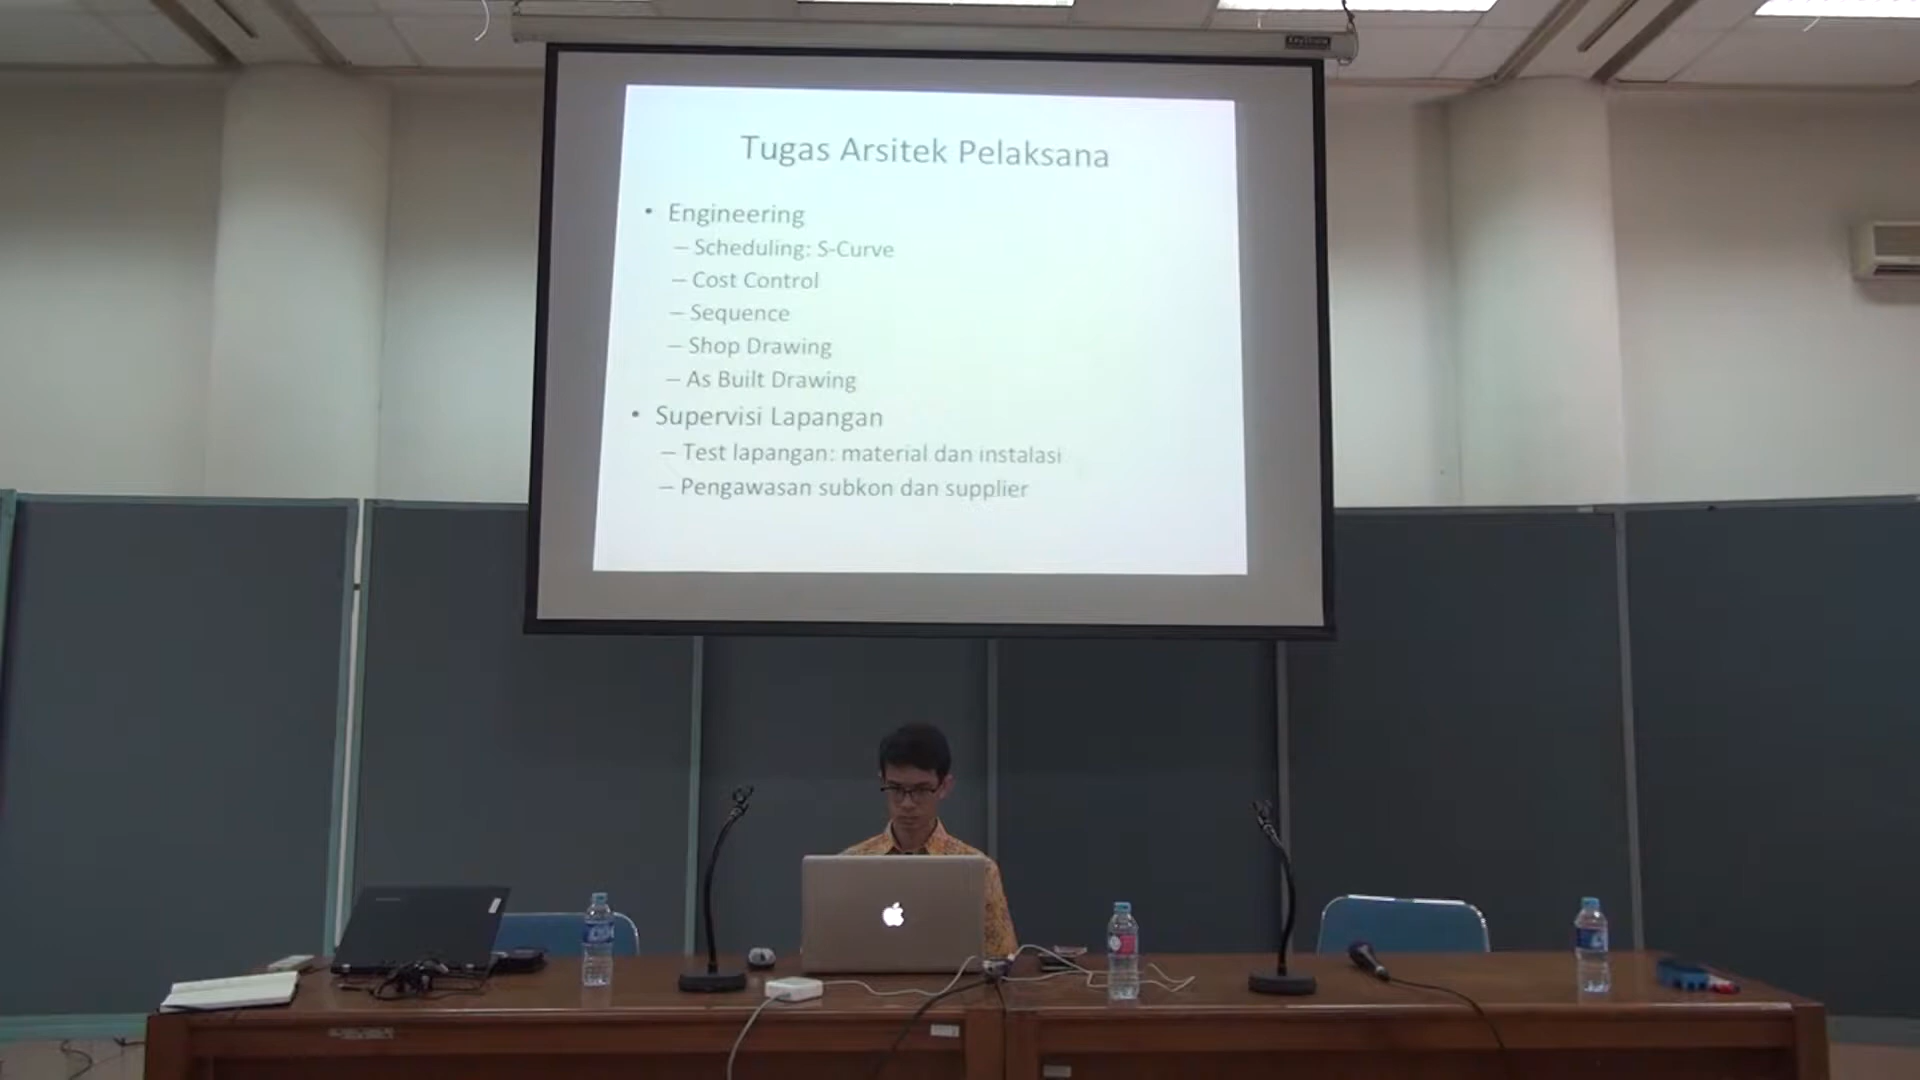 Tugas Arsitek Pelaksana
• Engineering
– Scheduling: S-Curve
– Cost Control
– Sequence
– Shop Drawing
– As Built Drawing
• Supervisi Lapangan
– Test lapangan: material dan instalasi
– Pengawasan subkon dan supplier